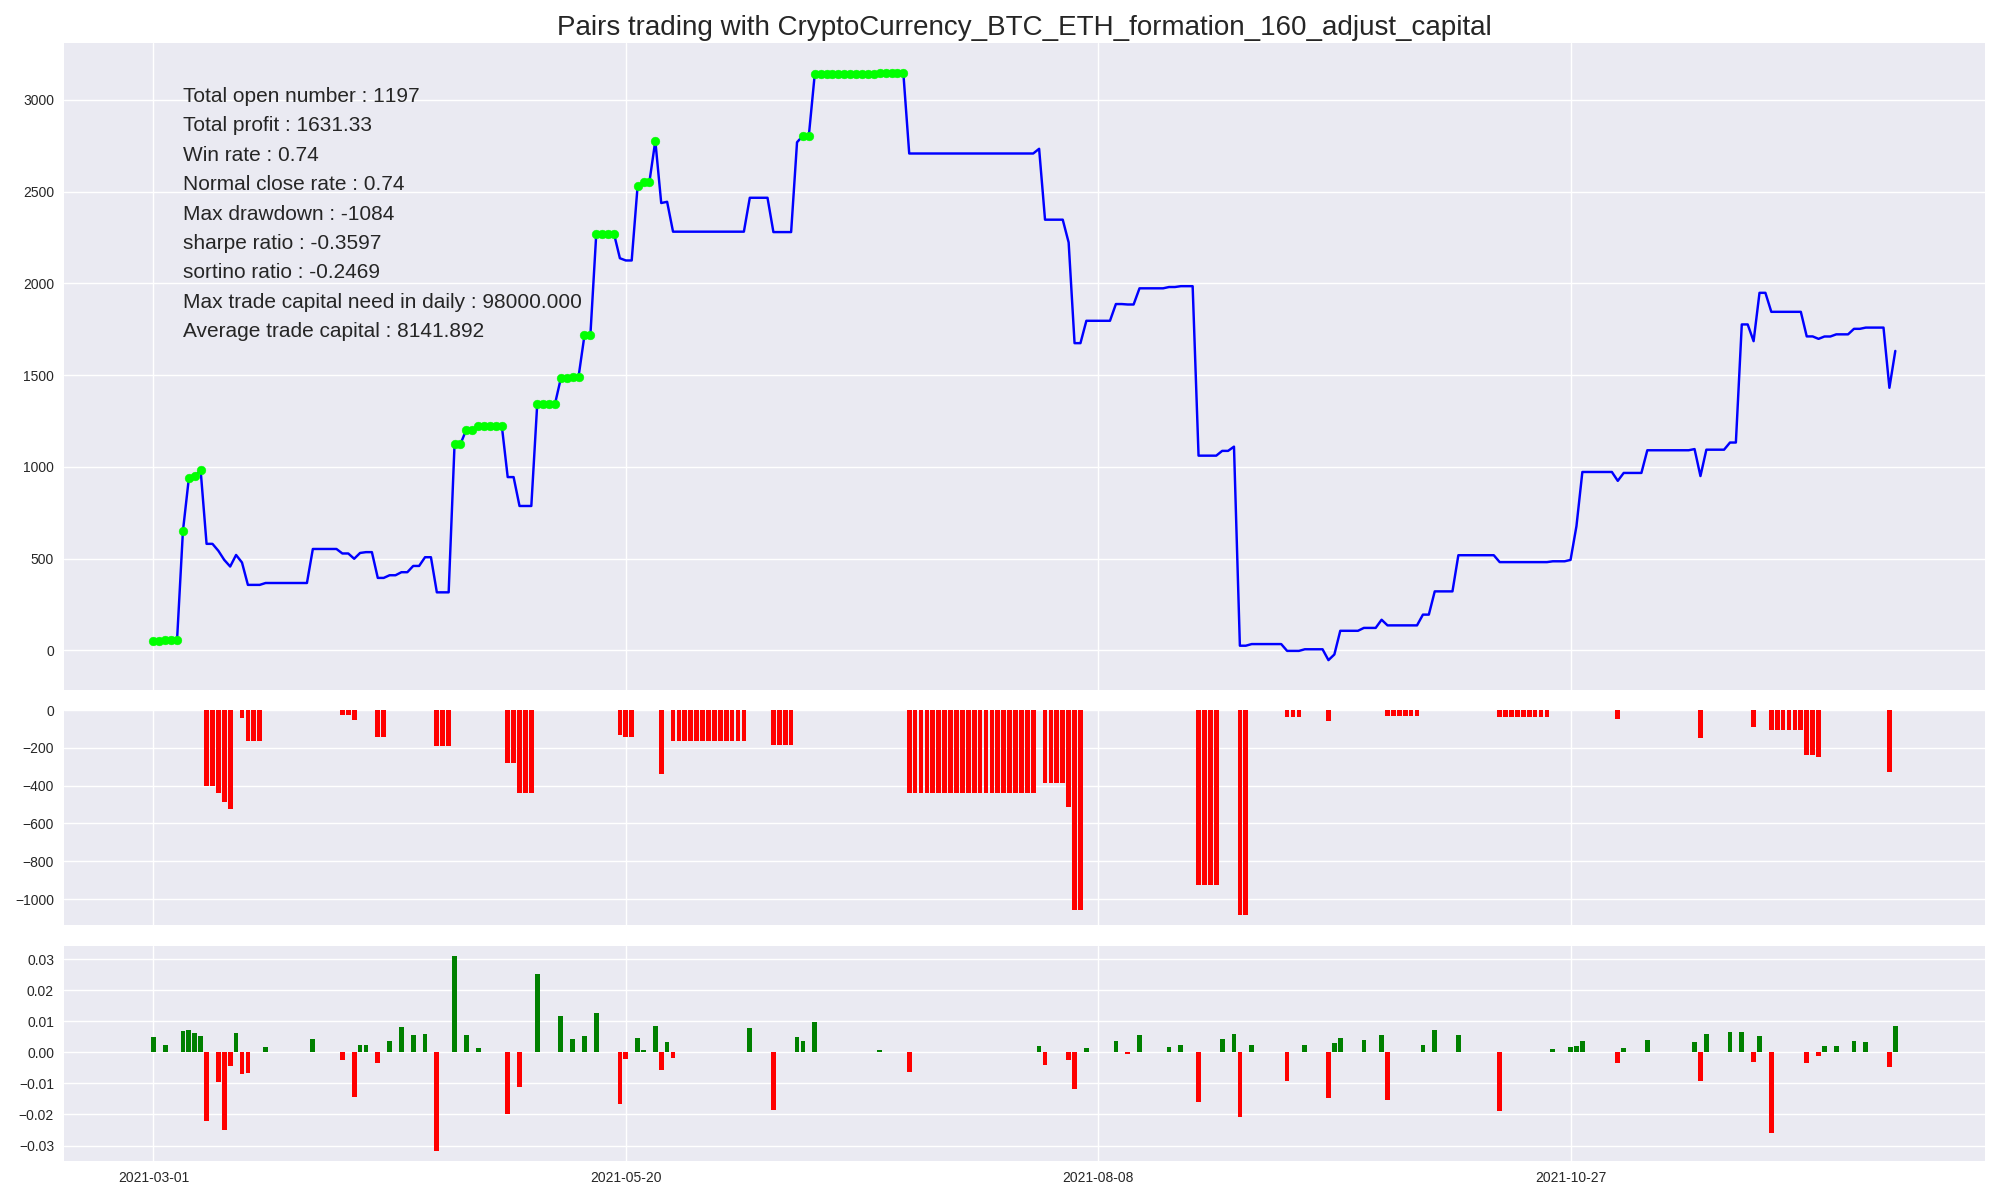 Pairs trading with CryptoCurrency_BTC_ETH_formation_160_adjust_capital
Total open number : 1197
Total profit : 1631.33
Win rate : 0.74
Normal close rate : 0.74
Max drawdown : -1084
sharpe ratio : -0.3597
sortino ratio : -0.2469
Max trade capital need in daily : 98000.000
Average trade capital : 8141.892
3000
2500
2000
1500
1000
500
0
0
−200
−400
−600
−800
−1000
0.03
0.02
0.01
0.00
−0.01
−0.02
−0.03
2021-03-01
2021-05-20
2021-08-08
2021-10-27